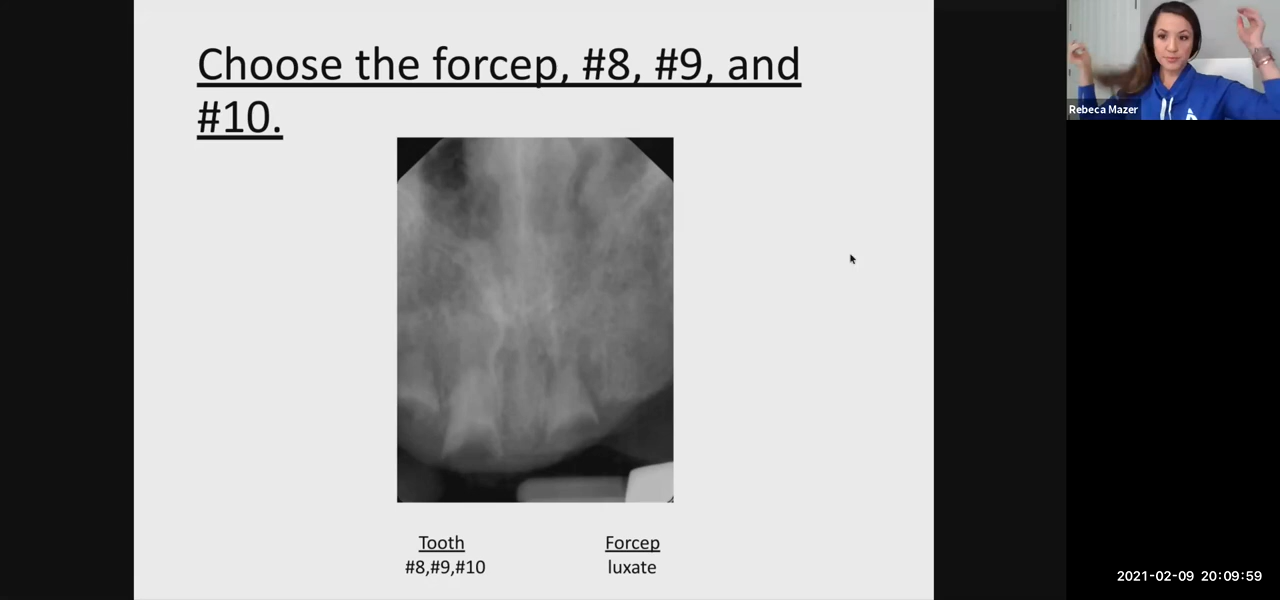 Choose the forcep, #8, #9, and
#10.
Rebeca Mazer
Tooth
Forcep
#8,#9,#10
luxate
2021-02-09 20:09:59